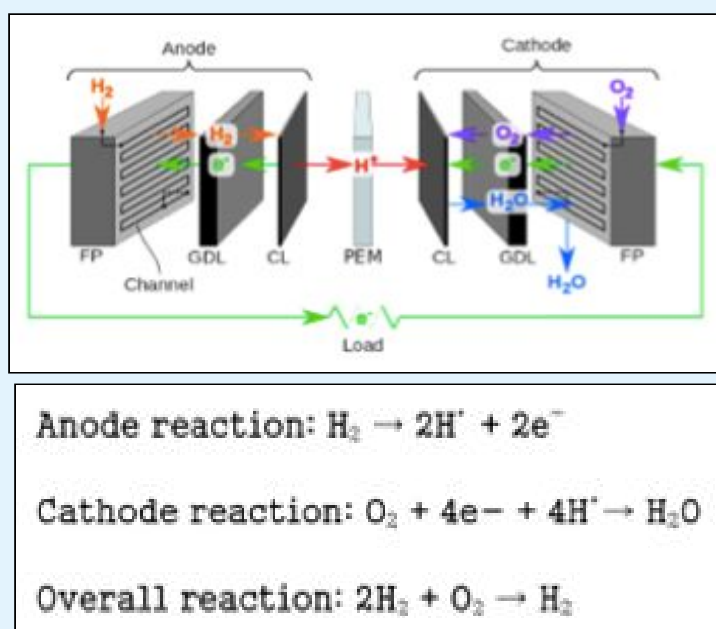 Anode Cathode
H₂ O₂
H₂ O₂
e⁻ H⁺ e⁻
H₂O
FP GDL CL PEM CL GDL FP
Channel H₂O
e⁻
Load
Anode reaction: H₂ → 2H⁺ + 2e⁻
Cathode reaction: O₂ + 4e− + 4H⁺ → H₂O
Overall reaction: 2H₂ + O₂ → H₂